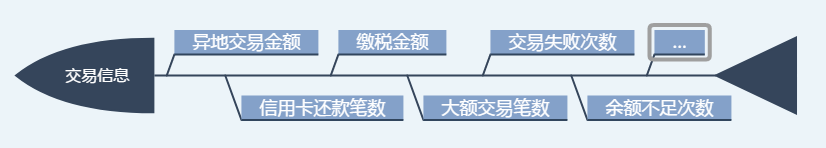 异地交易金额
缴税金额
交易失败次数
...
交易信息
信用卡还款笔数
大额交易笔数
余额不足次数